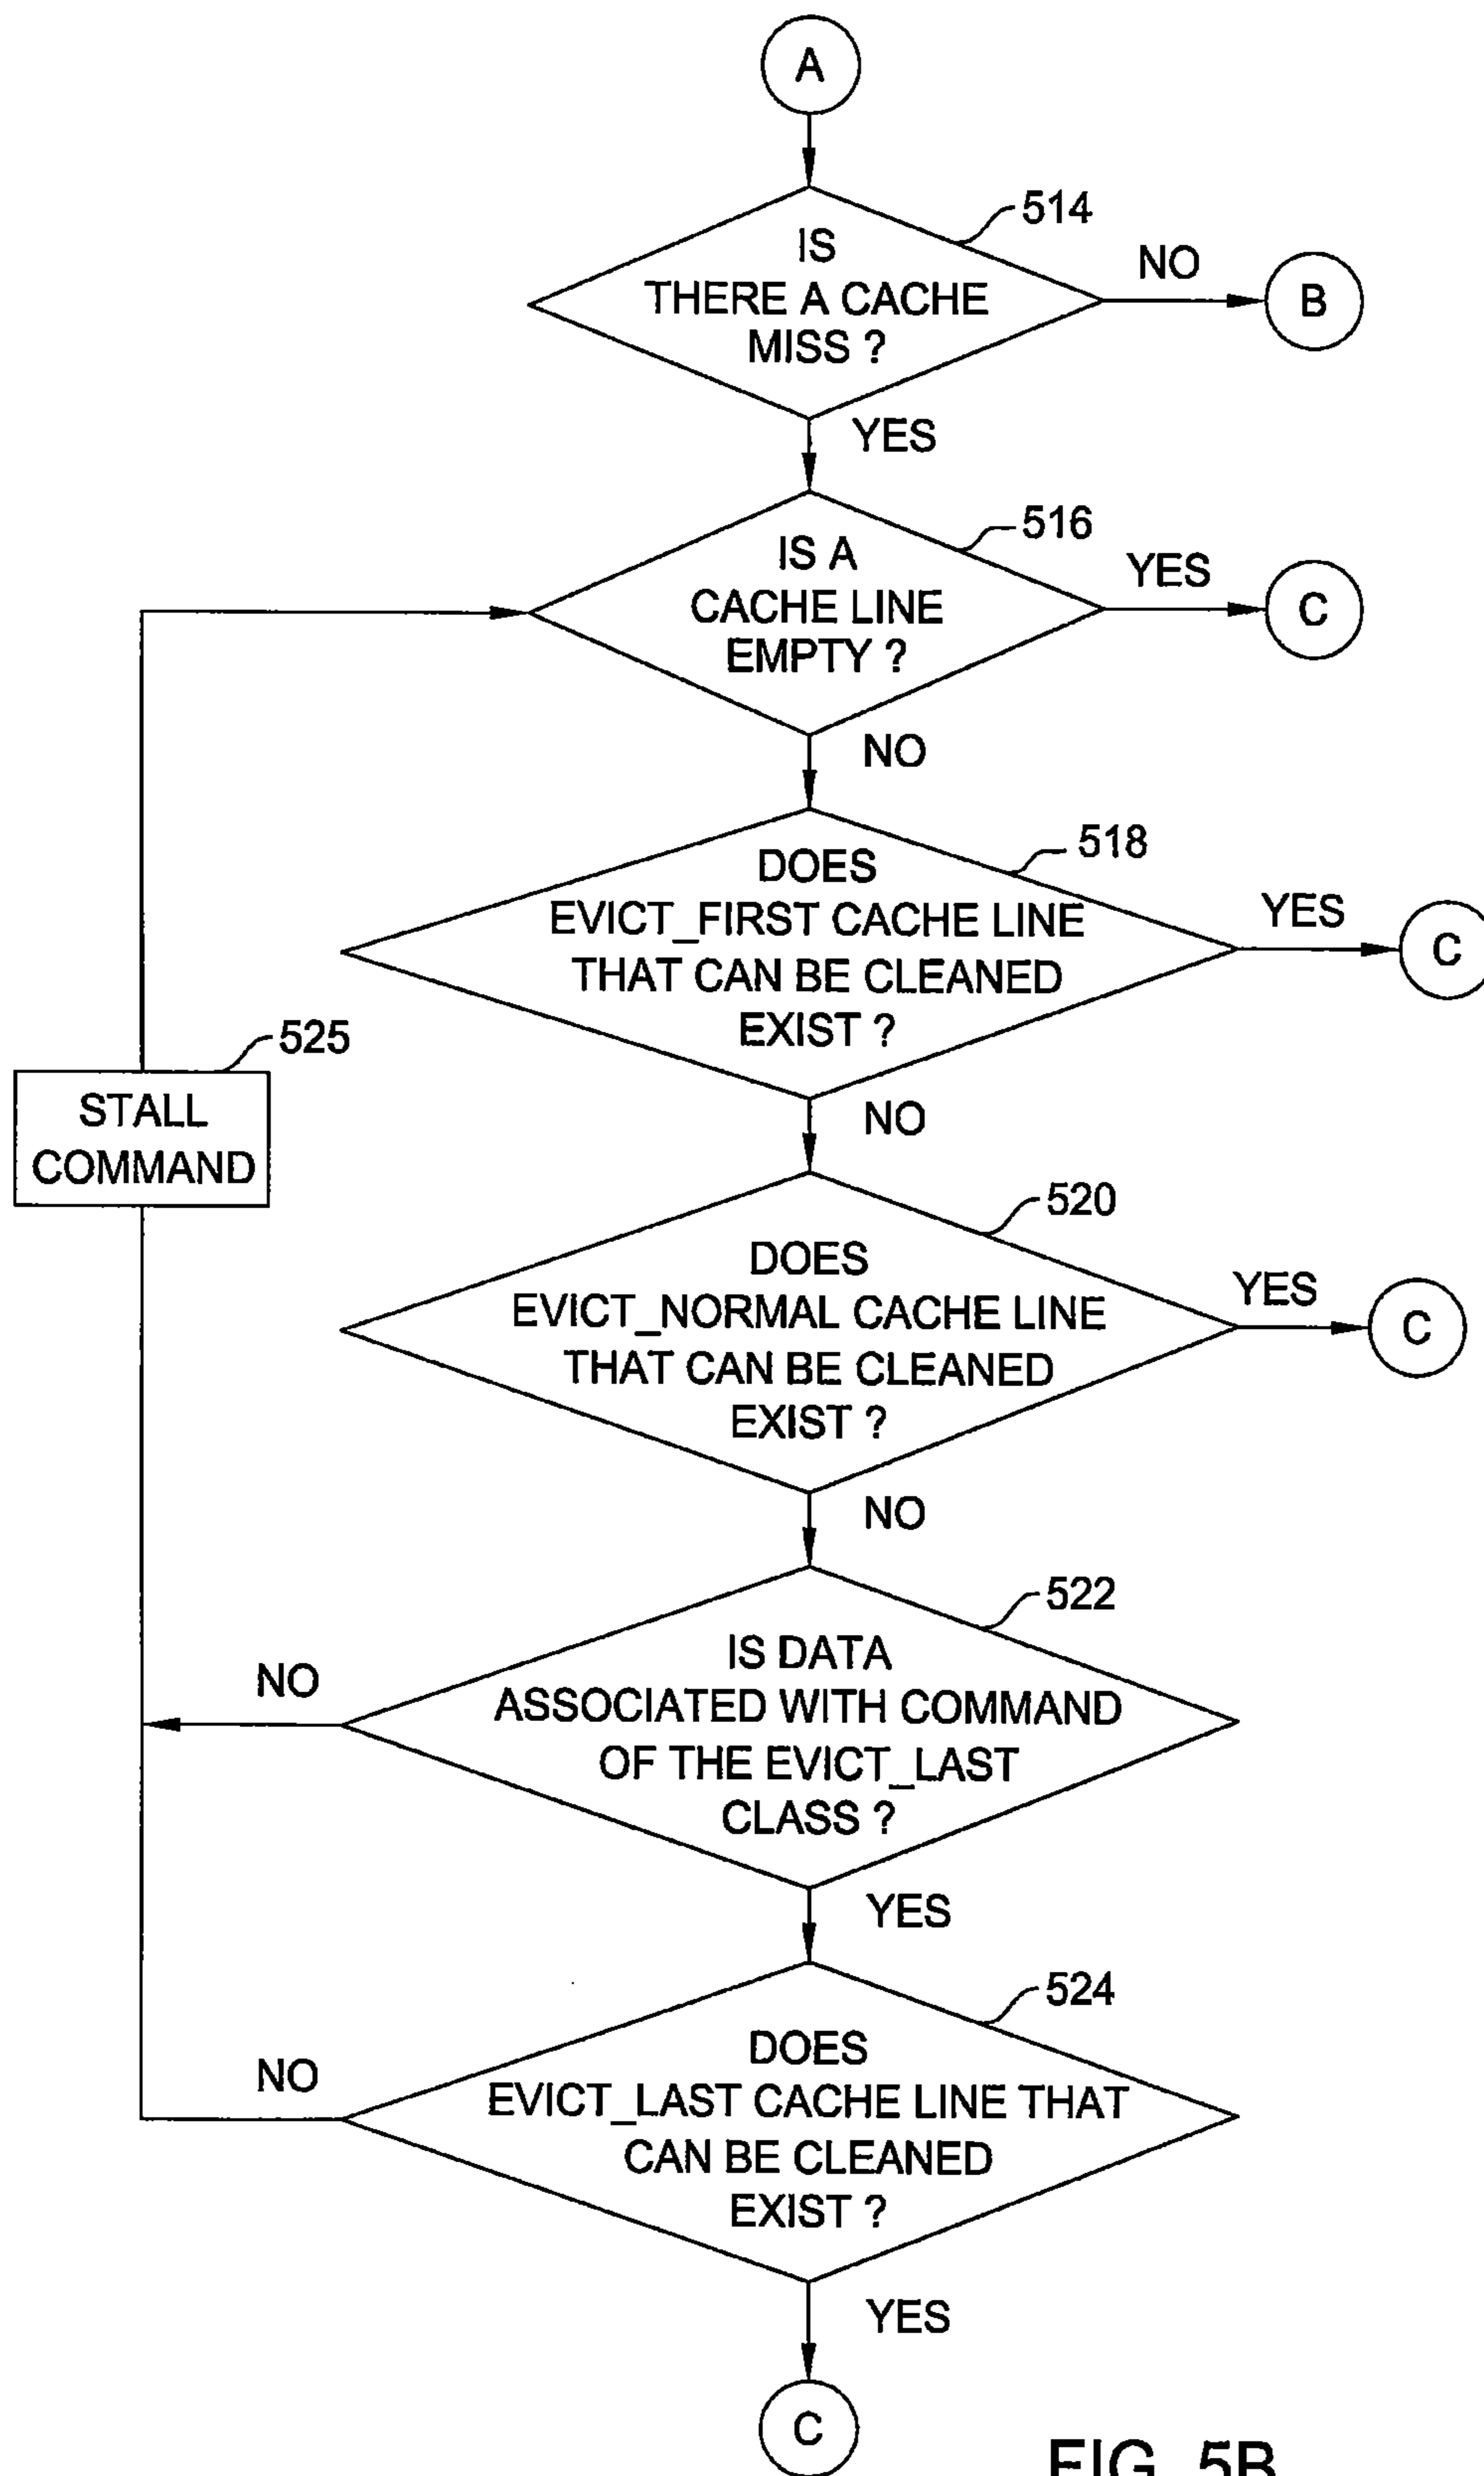 A
514
IS
THERE A CACHE
MISS ?
NO
B
YES
516
IS A
CACHE LINE
EMPTY ?
YES
C
NO
518
DOES
EVICT_FIRST CACHE LINE
THAT CAN BE CLEANED
EXIST ?
YES
C
525
STALL
COMMAND
NO
520
DOES
EVICT_NORMAL CACHE LINE
THAT CAN BE CLEANED
EXIST ?
YES
C
NO
522
IS DATA
ASSOCIATED WITH COMMAND
OF THE EVICT_LAST
CLASS ?
NO
YES
524
DOES
EVICT_LAST CACHE LINE THAT
CAN BE CLEANED
EXIST ?
NO
YES
C
FIG. 5B